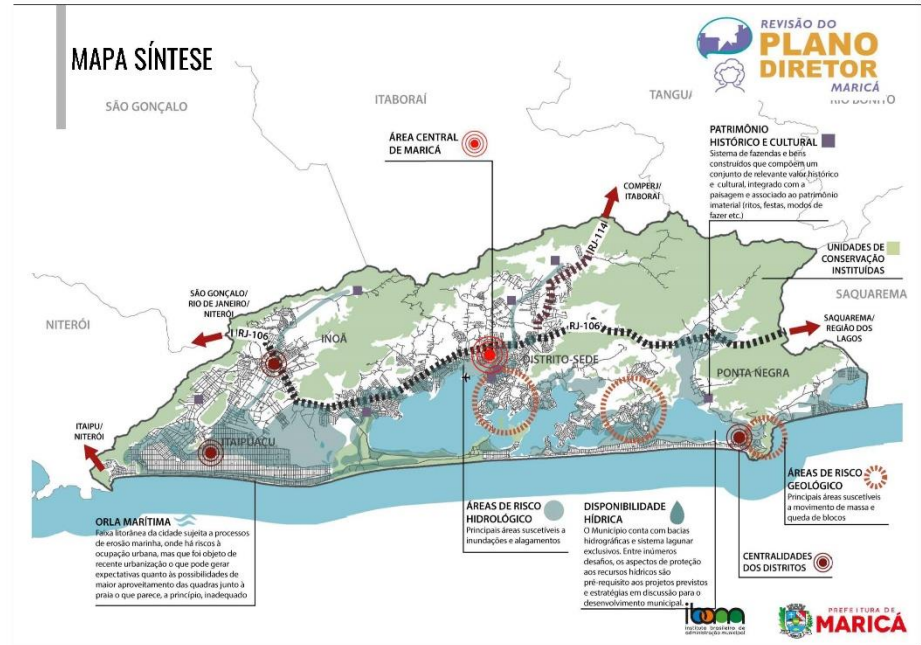 MAPA SÍNTESE
REVISÃO DO
PLANO
DIRETOR
MARICÁ
SÃO GONÇALO
ITABORAÍ
TANGUÁ
RIO BONITO
ÁREA CENTRAL
DE MARICÁ
PATRIMÔNIO
HISTÓRICO E CULTURAL
Sistema de fazendas e bens
construídos que compõem um
conjunto de relevante valor histórico
e cultural, integrado com a
paisagem e associado ao patrimônio
imaterial (ritos, festas, modos de
fazer etc.)
COMPERJ/
ITABORAÍ
RJ-114
UNIDADES DE
CONSERVAÇÃO
INSTITUÍDAS
SAQUAREMA
SÃO GONÇALO/
RIO DE JANEIRO/
NITERÓI
NITERÓI
RJ-106
INOÃ
RJ-106
SAQUAREMA/
REGIÃO DOS
LAGOS
DISTRITO-SEDE
PONTA NEGRA
ITAIPU/
NITERÓI
ITAIPUAÇU
ORLA MARÍTIMA
Faixa litorânea da cidade sujeita a processos
de erosão marinha, onde há riscos à
ocupação urbana, mas que foi objeto de
recente urbanização o que pode gerar
expectativas quanto às possibilidades de
maior aproveitamento das quadras junto à
praia o que parece, a princípio, inadequado
ÁREAS DE RISCO
HIDROLÓGICO
Principais áreas suscetíveis a
inundações e alagamentos
DISPONIBILIDADE
HÍDRICA
O Município conta com bacias
hidrográficas e sistema lagunar
exclusivos. Entre inúmeros
desafios, os aspectos de proteção
aos recursos hídricos são
pré-requisito aos projetos previstos
e estratégias em discussão para o
desenvolvimento municipal.
ÁREAS DE RISCO
GEOLÓGICO
Principais áreas suscetíveis
a movimento de massa e
queda de blocos
CENTRALIDADES
DOS DISTRITOS
ibam
instituto brasileiro de
administração municipal
PREFEITURA DE
MARICÁ